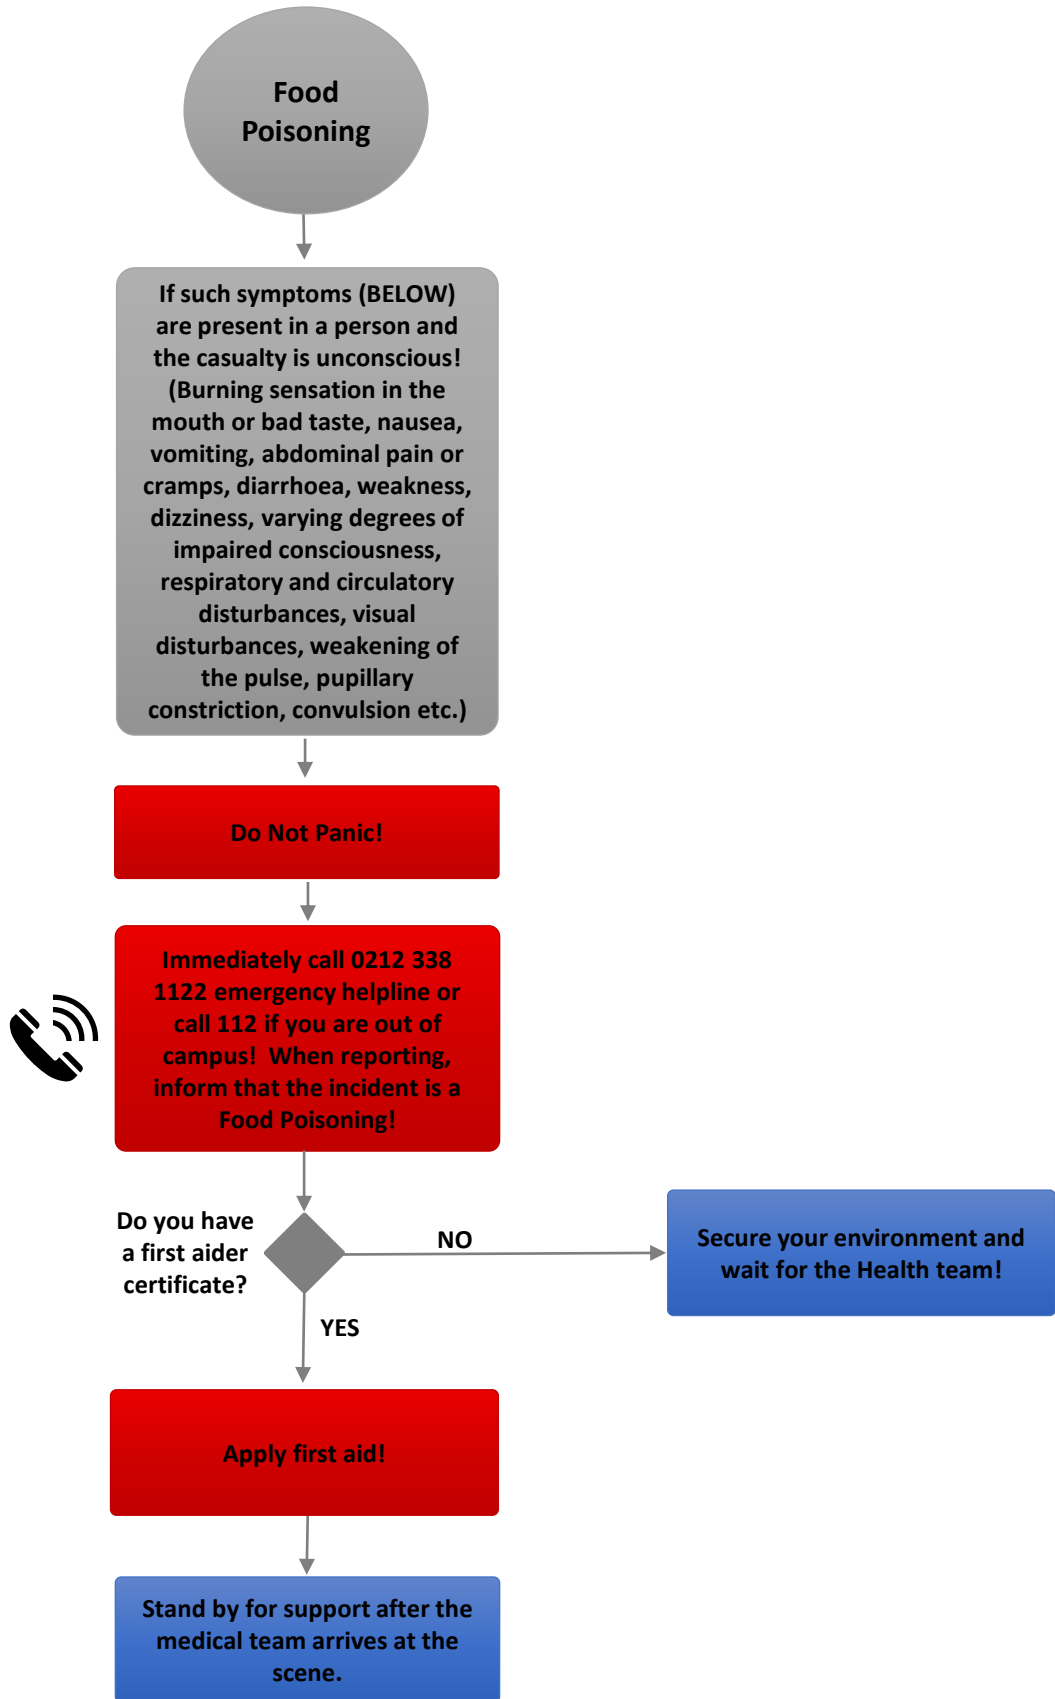 Food
Poisoning
If such symptoms (BELOW)
are present in a person and
the casualty is unconscious!
(Burning sensation in the
mouth or bad taste, nausea,
vomiting, abdominal pain or
cramps, diarrhoea, weakness,
dizziness, varying degrees of
impaired consciousness,
respiratory and circulatory
disturbances, visual
disturbances, weakening of
the pulse, pupillary
constriction, convulsion etc.)
Do Not Panic!
Immediately call 0212 338
1122 emergency helpline or
call 112 if you are out of
campus!  When reporting,
inform that the incident is a
Food Poisoning!
Do you have
a first aider
certificate?
NO
Secure your environment and
wait for the Health team!
YES
Apply first aid!
Stand by for support after the
medical team arrives at the
scene.